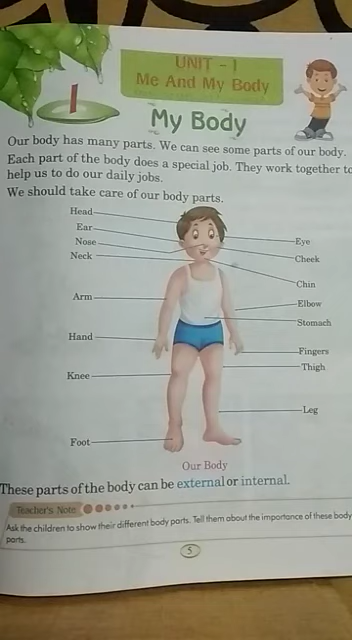 UNIT - 1
Me And My Body
1
My Body
Our body has many parts. We can see some parts of our body.
Each part of the body does a special job. They work together to
help us to do our daily jobs.
We should take care of our body parts.
Head
Ear
Nose
Neck
Arm
Hand
Knee
Foot
Eye
Cheek
Chin
Elbow
Stomach
Fingers
Thigh
Leg
Our Body
These parts of the body can be external or internal.
Teacher's Note
Ask the children to show their different body parts. Tell them about the importance of these body
parts.
5